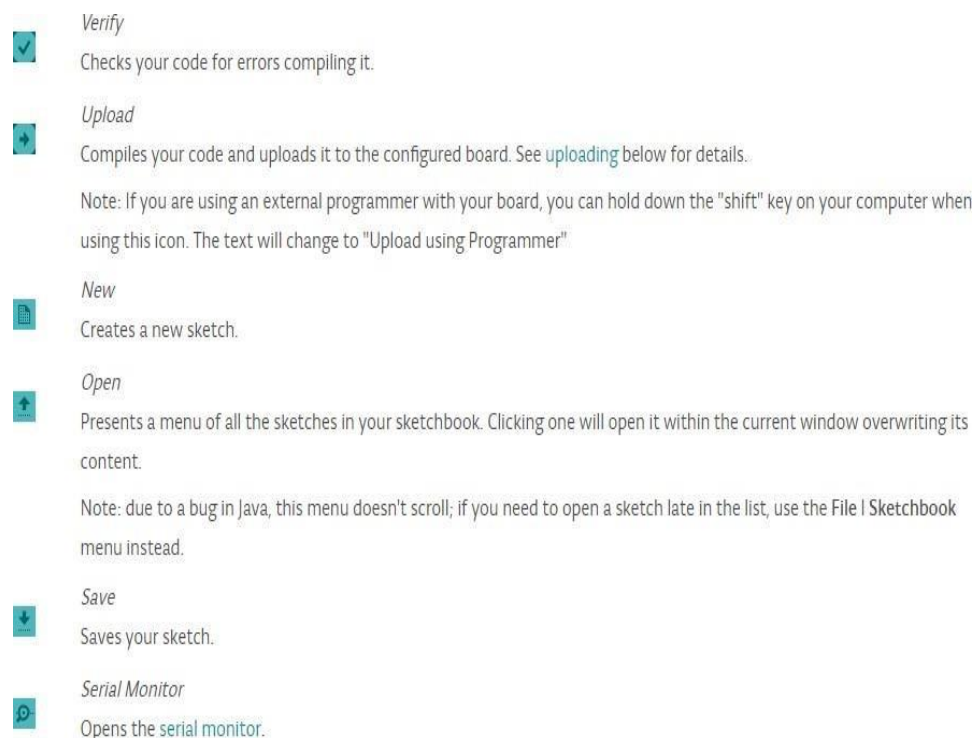 Verify
Checks your code for errors compiling it.
Upload
Compiles your code and uploads it to the configured board. See uploading below for details.
Note: If you are using an external programmer with your board, you can hold down the "shift" key on your computer when
using this icon. The text will change to "Upload using Programmer"
New
Creates a new sketch.
Open
Presents a menu of all the sketches in your sketchbook. Clicking one will open it within the current window overwriting its
content.
Note: due to a bug in Java, this menu doesn't scroll; if you need to open a sketch late in the list, use the File | Sketchbook
menu instead.
Save
Saves your sketch.
Serial Monitor
Opens the serial monitor.